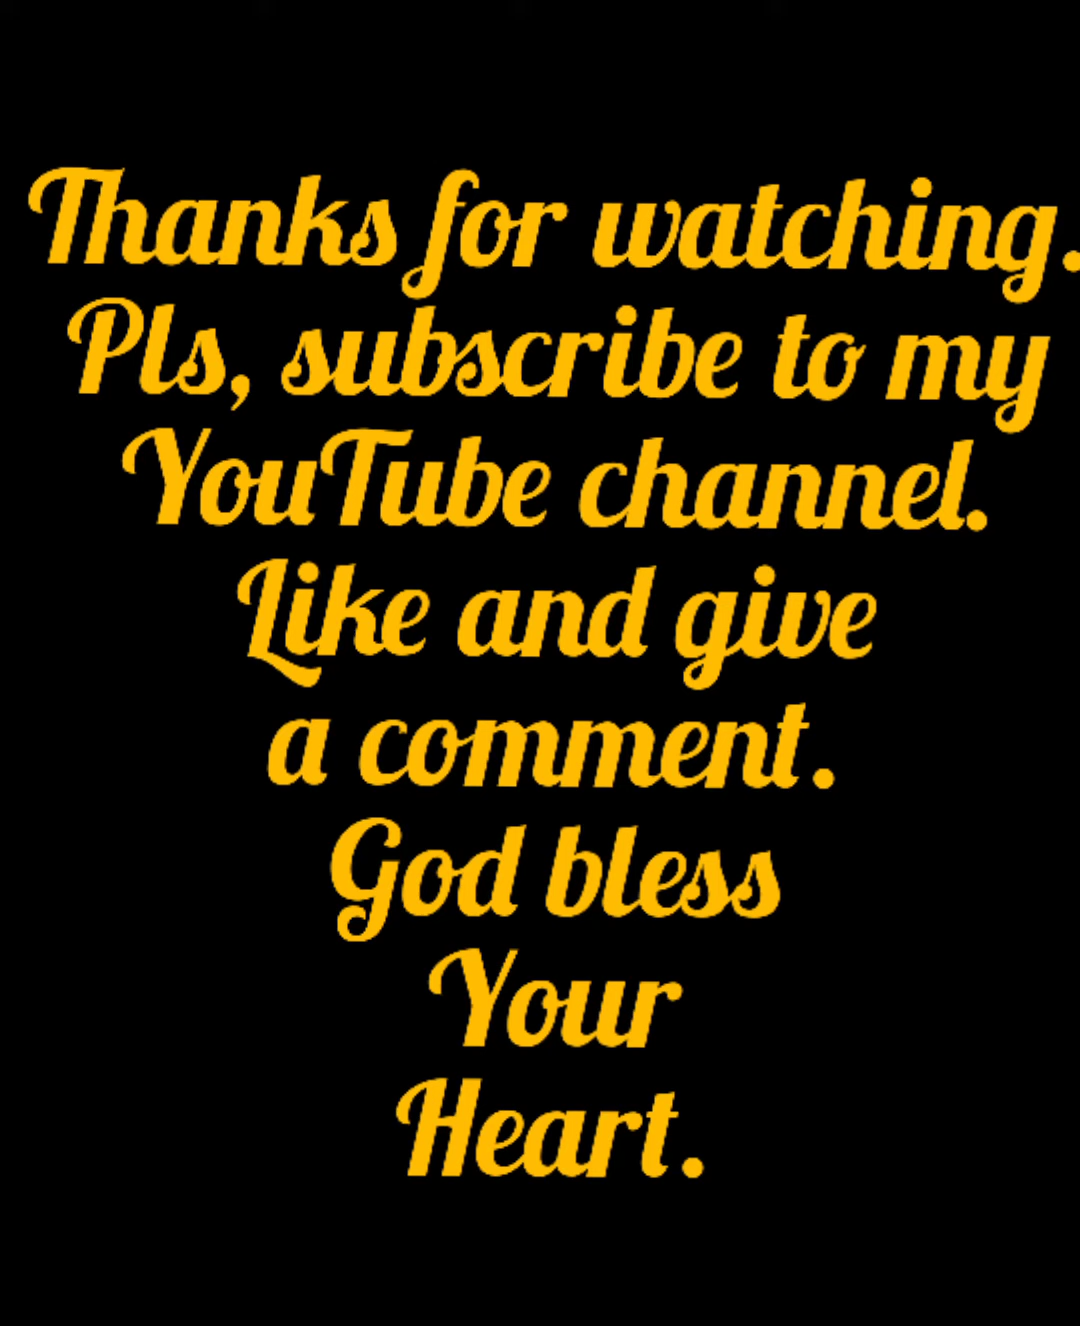 Thanks for watching.
Pls, subscribe to my
YouTube channel.
Like and give
a comment.
God bless
Your
Heart.